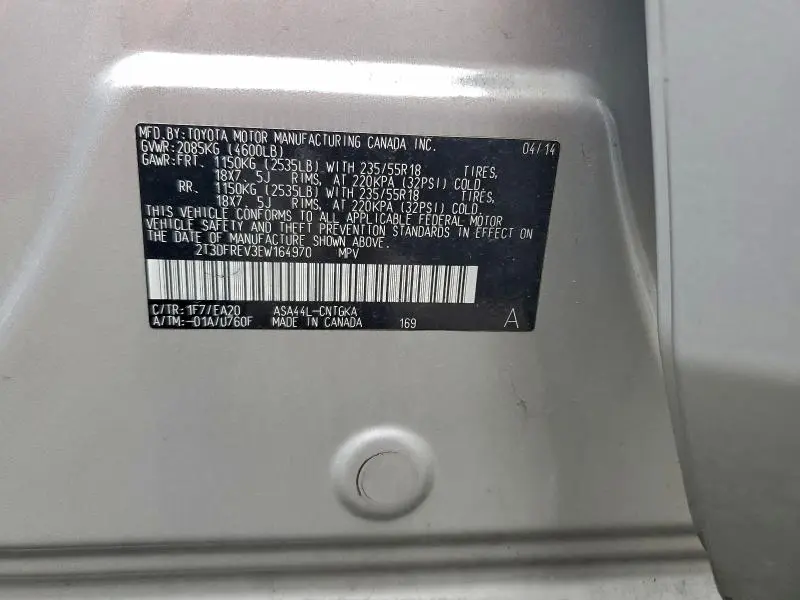 MFD.BY:TOYOTA MOTOR MANUFACTURING CANADA INC. 04/14
GVWR:2085KG (4600LB)
GAWR:FRT. 1150KG (2535LB) WITH 235/55R18 TIRES,
18X7.5J RIMS, AT 220KPA (32PSI) COLD
RR. 1150KG (2535LB) WITH 235/55R18 TIRES,
18X7.5J RIMS, AT 220KPA (32PSI) COLD
THIS VEHICLE CONFORMS TO ALL APPLICABLE FEDERAL MOTOR
VEHICLE SAFETY AND THEFT PREVENTION STANDARDS IN EFFECT ON
THE DATE OF MANUFACTURE SHOWN ABOVE.
2T3DFREV3EW164970 MPV
C/TR:1F7/EA20 ASA44L-CNTGKA
A/TM:-01A/U760F MADE IN CANADA 169 A